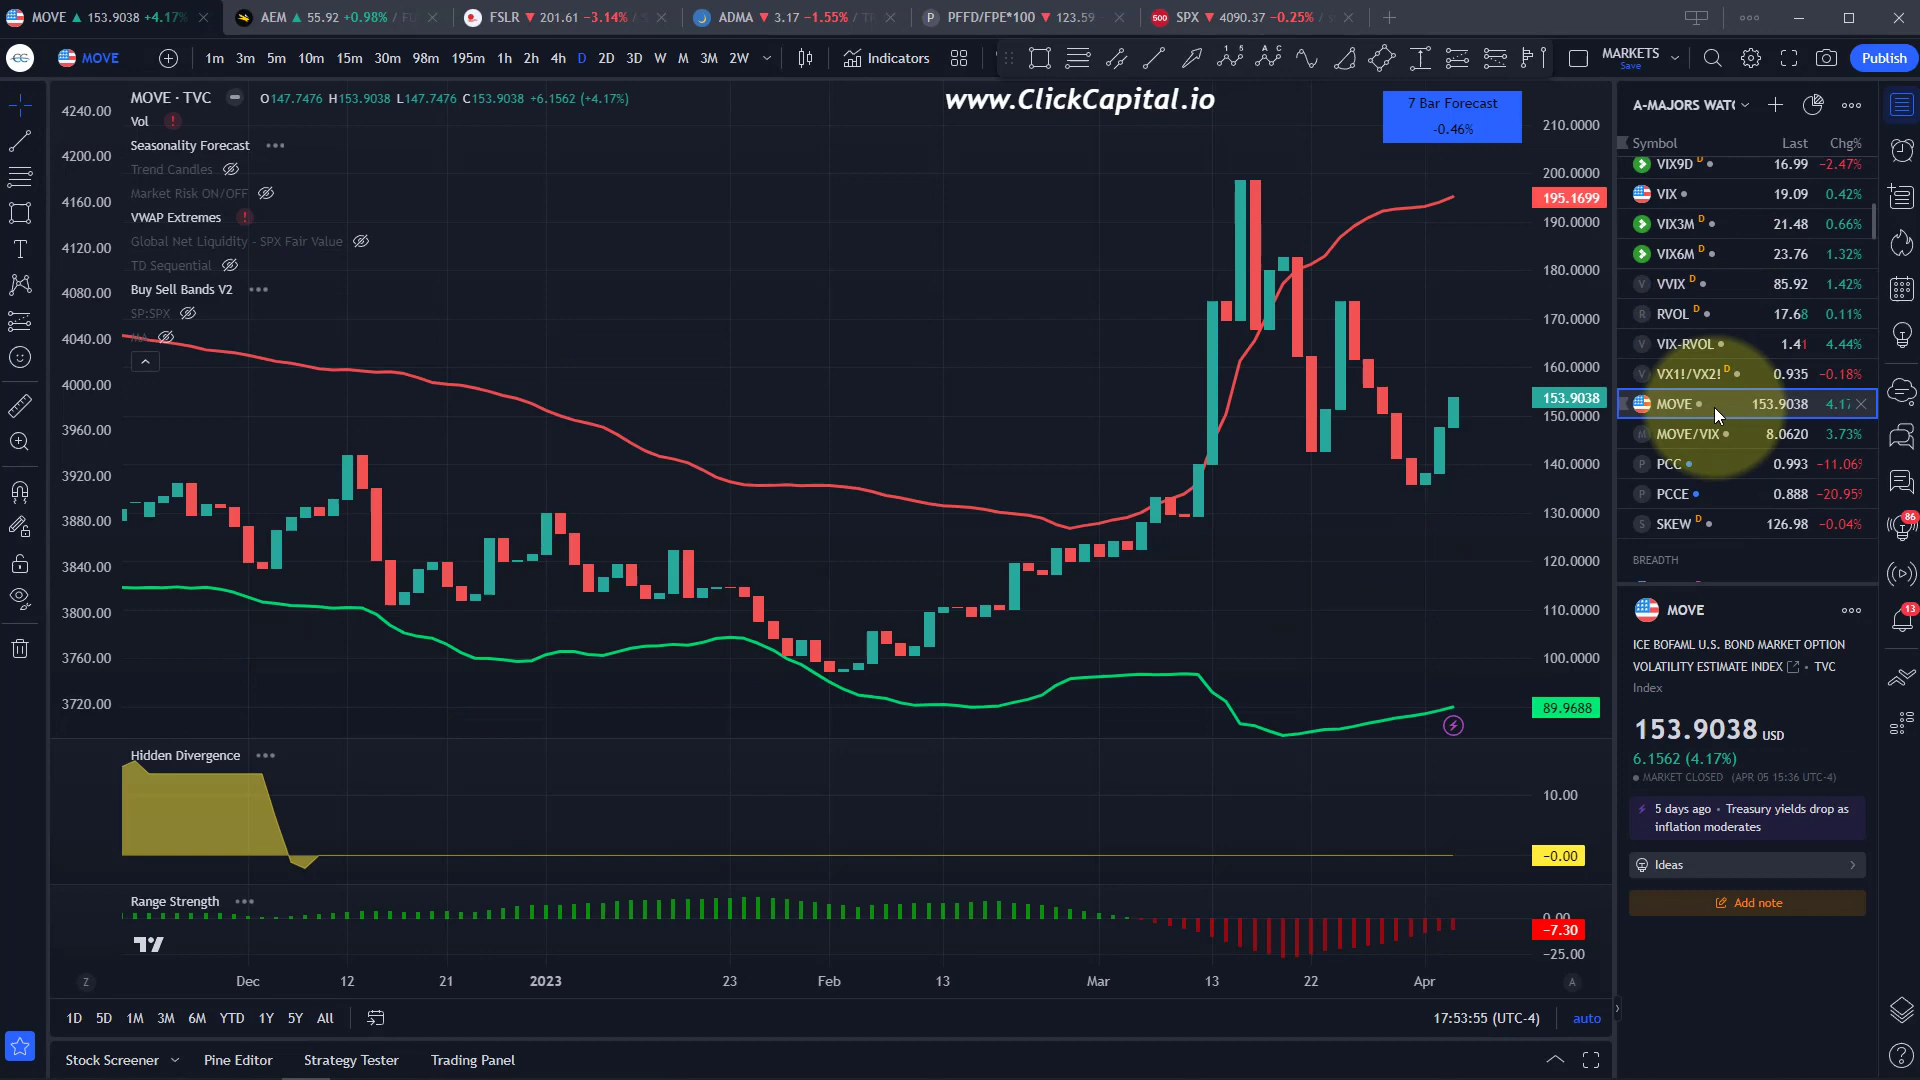 MOVE ▲ 153.9038 +4.17%
AEM ▲ 55.92 +0.98%
FSLR ▼ 201.61 −3.14%
ADMA ▼ 3.17 −1.55%
PFFD/FPE*100 ▼ 123.59
SPX ▼ 4090.37 −0.25%
MOVE
1m 3m 5m 10m 15m 30m 98m 195m 1h 2h 4h D 2D 3D W M 3M 2W
Indicators
MARKETS
Save
Publish
MOVE · TVC
O147.7476 H153.9038 L147.7476 C153.9038 +6.1562 (+4.17%)
Vol
Seasonality Forecast
Trend Candles
Market Risk ON/OFF
VWAP Extremes
Global Net Liquidity - SPX Fair Value
TD Sequential
Buy Sell Bands V2
SP:SPX
www.ClickCapital.io
7 Bar Forecast
-0.46%
4240.00
4200.00
4160.00
4120.00
4080.00
4040.00
4000.00
3960.00
3920.00
3880.00
3840.00
3800.00
3760.00
3720.00
210.0000
200.0000
195.1699
190.0000
180.0000
170.0000
160.0000
153.9038
150.0000
140.0000
130.0000
120.0000
110.0000
100.0000
89.9688
Hidden Divergence
10.00
−0.00
Range Strength
0.00
−7.30
−25.00
Z
Dec
12
21
2023
23
Feb
13
Mar
13
22
Apr
A
1D 5D 1M 3M 6M YTD 1Y 5Y All
17:53:55 (UTC-4)
auto
Stock Screener
Pine Editor
Strategy Tester
Trading Panel
A-MAJORS WAT
Symbol Last Chg%
VIX9D D 16.99 −2.47%
VIX 19.09 0.42%
VIX3M D 21.48 0.66%
VIX6M D 23.76 1.32%
VVIX D 85.92 1.42%
RVOL D 17.68 0.11%
VIX-RVOL 1.41 4.44%
VX1!/VX2! D 0.935 −0.18%
MOVE 153.9038 4.17
MOVE/VIX 8.0620 3.73%
PCC 0.993 −11.06%
PCCE 0.888 −20.95%
SKEW D 126.98 −0.04%
BREADTH
MOVE
ICE BOFAML U.S. BOND MARKET OPTION
VOLATILITY ESTIMATE INDEX · TVC
Index
153.9038 USD
6.1562 (4.17%)
MARKET CLOSED (APR 05 15:36 UTC-4)
5 days ago · Treasury yields drop as
inflation moderates
Ideas
Add note
86
13